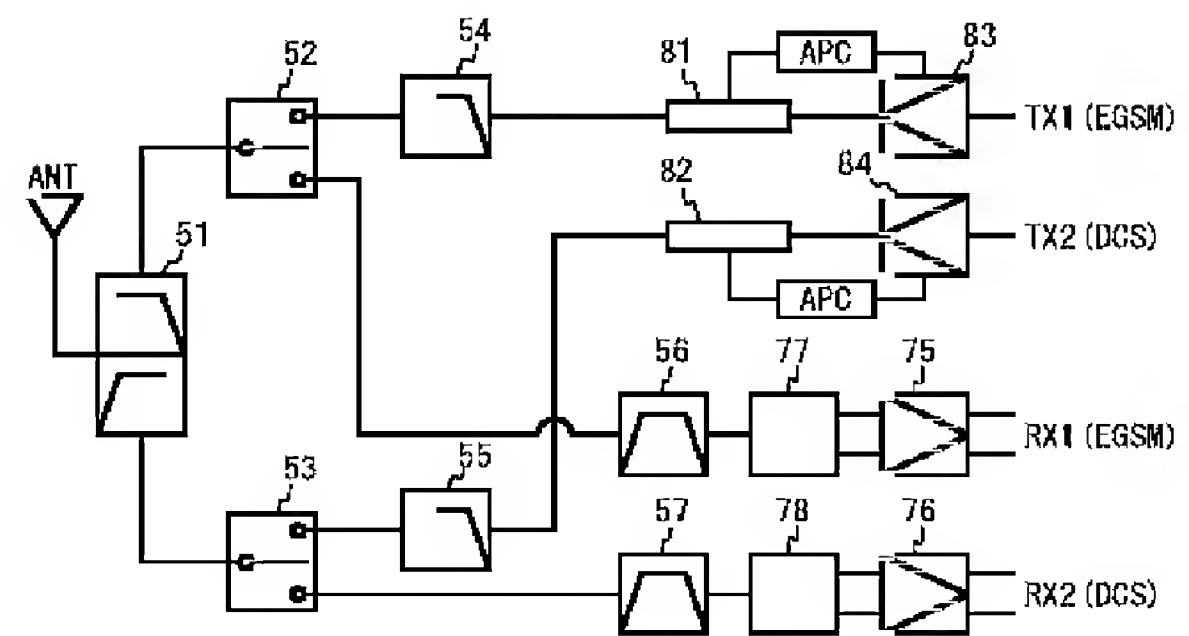 54
81
APC
83
52
TX1 (EGSM)
ANT
82
84
51
TX2 (DCS)
APC
56
77
75
RX1 (EGSM)
55
53
57
78
76
RX2 (DCS)